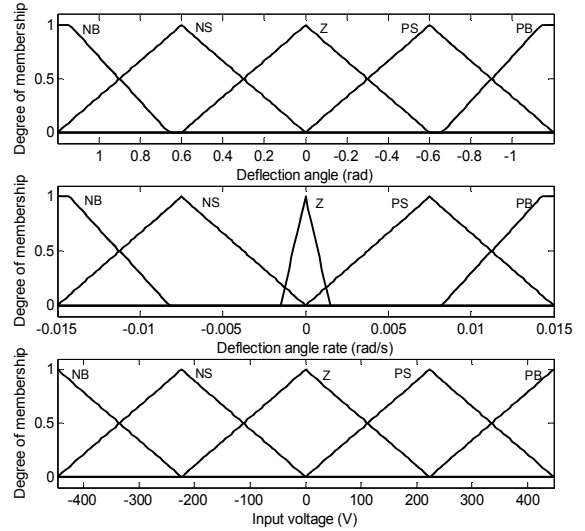 Degree of membership
1
0.5
0
NB NS Z PS PB
1 0.8 0.6 0.4 0.2 0 -0.2 -0.4 -0.6 -0.8 -1
Deflection angle (rad)
Degree of membership
1
0.5
0
NB NS Z PS PB
-0.015 -0.01 -0.005 0 0.005 0.01 0.015
Deflection angle rate (rad/s)
Degree of membership
1
0.5
0
NB NS Z PS PB
-400 -300 -200 -100 0 100 200 300 400
Input voltage (V)